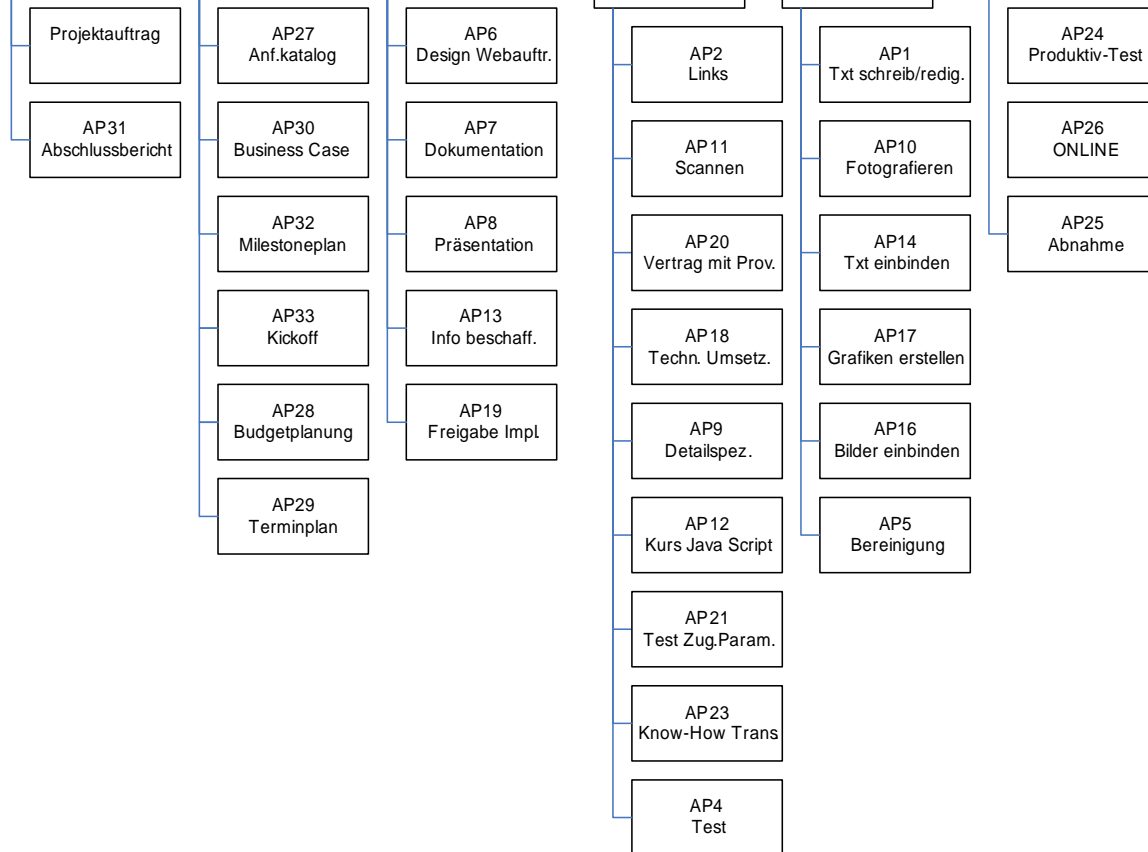 Projektauftrag
AP31
Abschlussbericht
AP27
Anf.katalog
AP30
Business Case
AP32
Milestoneplan
AP33
Kickoff
AP28
Budgetplanung
AP29
Terminplan
AP6
Design Webauftr.
AP7
Dokumentation
AP8
Präsentation
AP13
Info beschaff.
AP19
Freigabe Impl.
AP2
Links
AP11
Scannen
AP20
Vertrag mit Prov.
AP18
Techn. Umsetz.
AP9
Detailspez.
AP12
Kurs Java Script
AP21
Test Zug.Param.
AP23
Know-How Trans
AP4
Test
AP1
Txt schreib/redig.
AP10
Fotografieren
AP14
Txt einbinden
AP17
Grafiken erstellen
AP16
Bilder einbinden
AP5
Bereinigung
AP24
Produktiv-Test
AP26
ONLINE
AP25
Abnahme